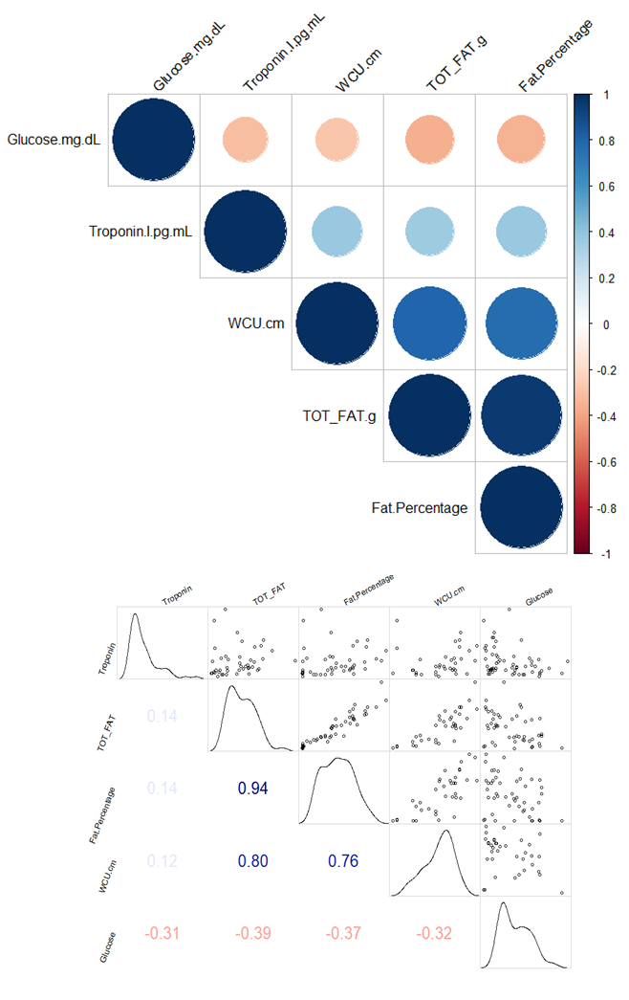 Glucose.mg.dL Troponin.I.pg.mL WCU.cm TOT_FAT.g Fat.Percentage
1
Glucose.mg.dL
0.8
0.6
Troponin.I.pg.mL
0.4
0.2
WCU.cm
0
-0.2
TOT_FAT.g
-0.4
-0.6
Fat.Percentage
-0.8
-1
Troponin TOT_FAT Fat.Percentage WCU.cm Glucose
Troponin
TOT_FAT 0.14
Fat.Percentage 0.14 0.94
WCU.cm 0.12 0.80 0.76
Glucose -0.31 -0.39 -0.37 -0.32